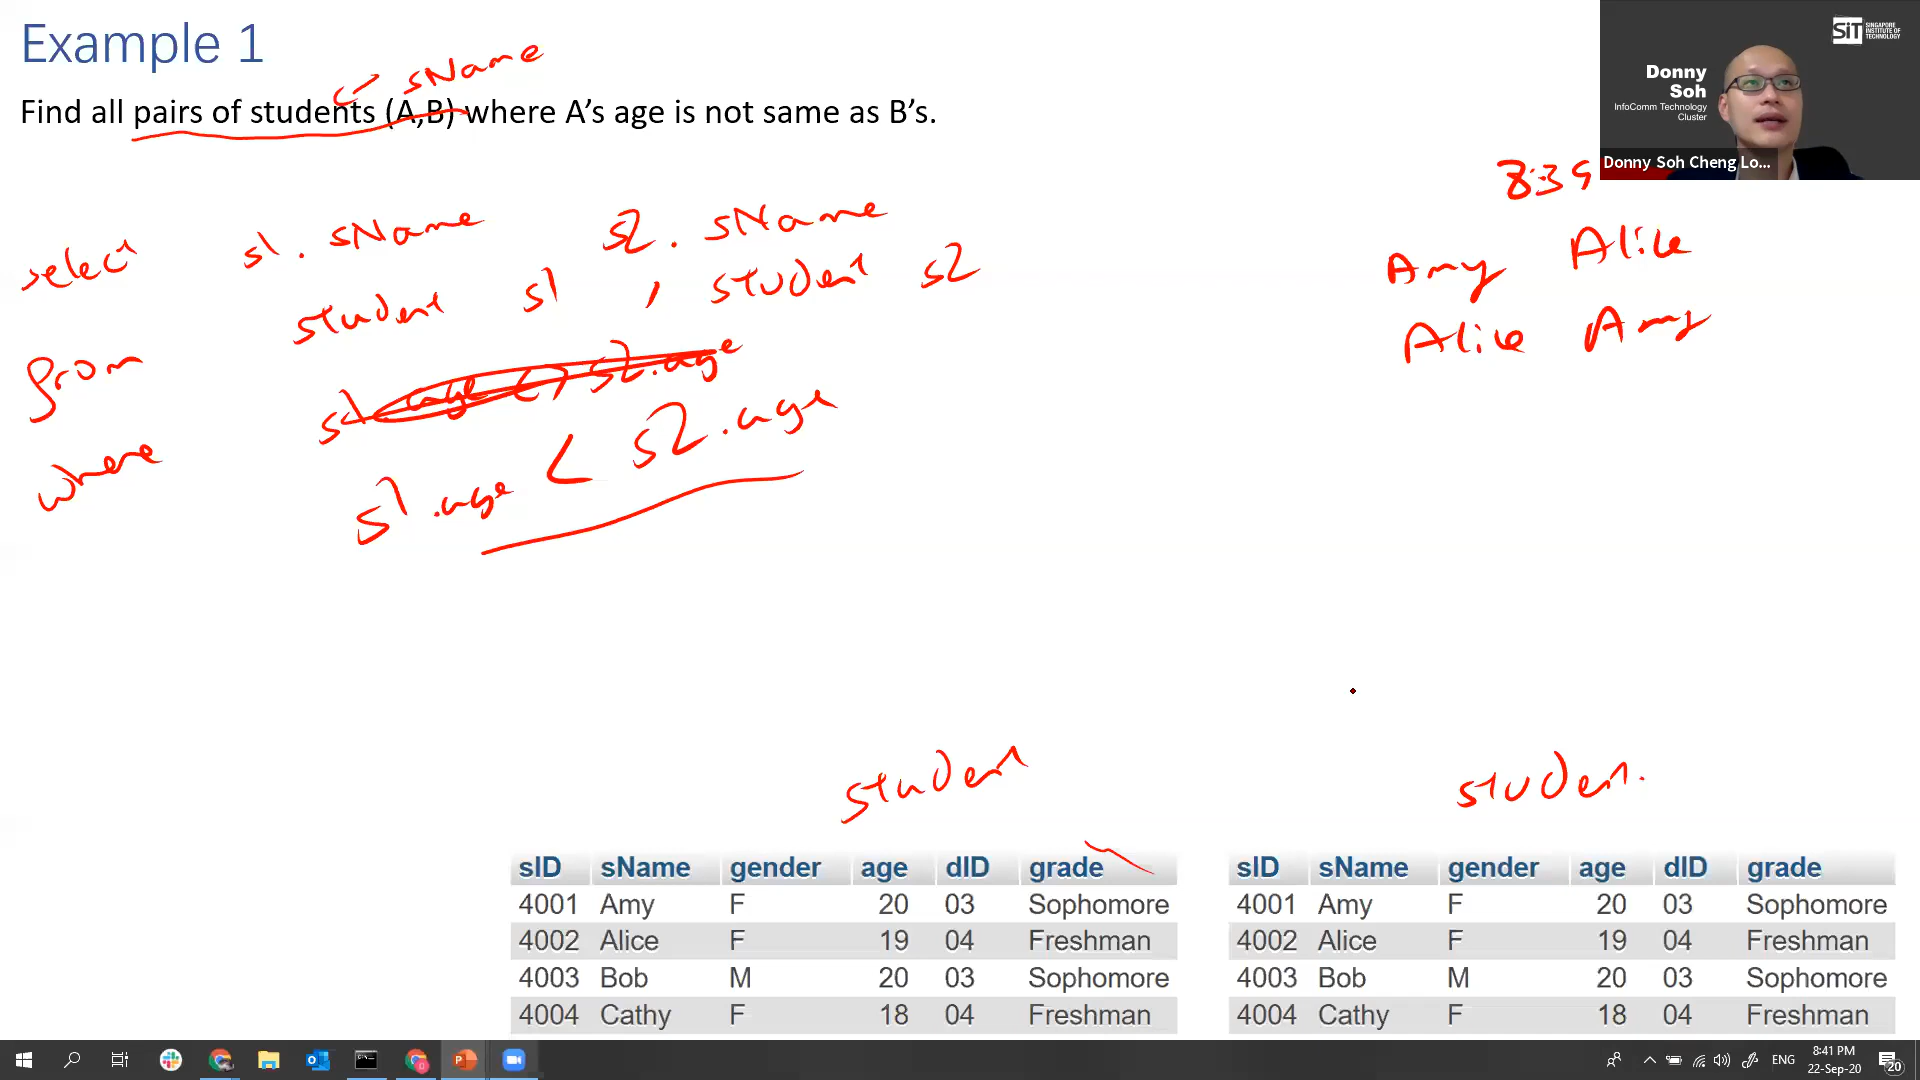 Example 1
sName
Find all pairs of students (A,B) where A's age is not same as B's.
SiT SINGAPORE INSTITUTE OF TECHNOLOGY
Donny Soh
InfoComm Technology Cluster
Donny Soh Cheng Lo...
8:39
Amy Alice
Alice Amy
select s1. sName s2. sName
from student s1 , student s2
where s1.age <> s2.age
s1.age < s2.age
student
student.
sID sName gender age dID grade
4001 Amy F 20 03 Sophomore
4002 Alice F 19 04 Freshman
4003 Bob M 20 03 Sophomore
4004 Cathy F 18 04 Freshman
sID sName gender age dID grade
4001 Amy F 20 03 Sophomore
4002 Alice F 19 04 Freshman
4003 Bob M 20 03 Sophomore
4004 Cathy F 18 04 Freshman
ENG
8:41 PM
22-Sep-20
20